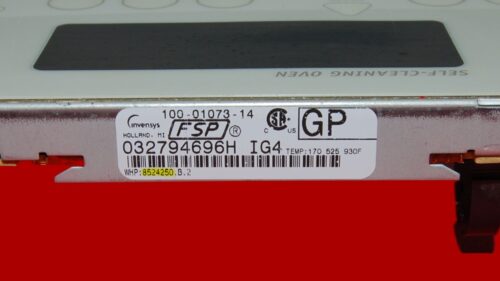 SELF-CLEANING OVEN
100-01073-14
invensys
HOLLAND, MI
FSP ®
C US
GP
032794696H IG4 TEMP:170 525 930F
WHP:8524250.B.2